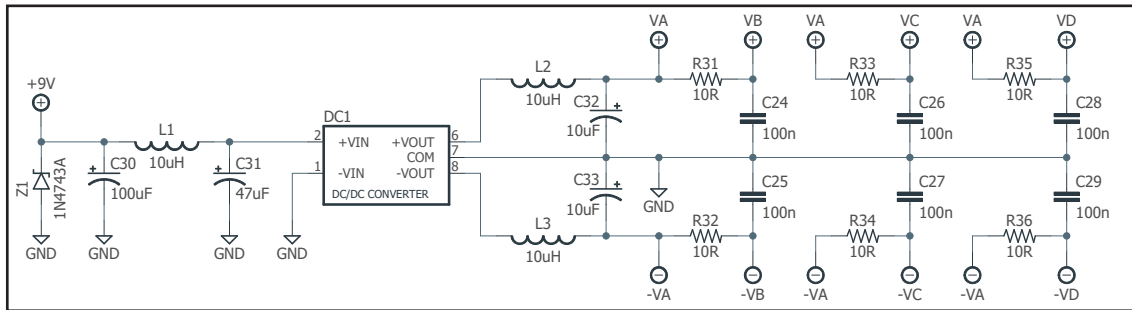 VA
VB
VA
VC
VA
VD
+9V
L2
10uH
R31
10R
R33
10R
R35
10R
C32
10uF
C24
100n
C26
100n
C28
100n
L1
10uH
DC1
2
+VIN
+VOUT
6
COM
7
1
-VIN
-VOUT
8
DC/DC CONVERTER
Z1
1N4743A
C30
100uF
C31
47uF
C33
10uF
C25
100n
C27
100n
C29
100n
GND
GND
GND
GND
GND
L3
10uH
R32
10R
R34
10R
R36
10R
-VA
-VB
-VA
-VC
-VA
-VD